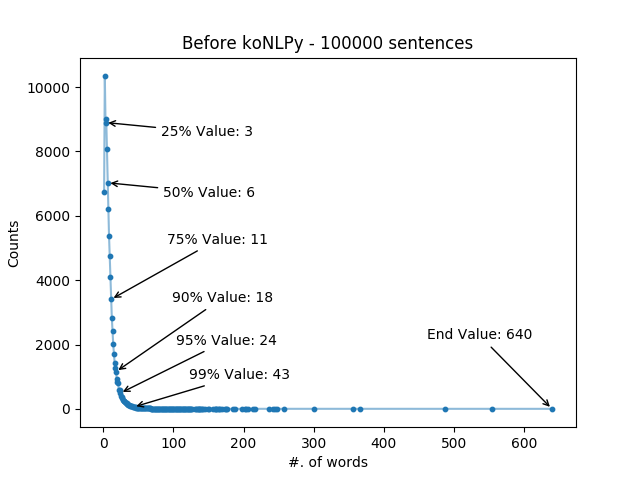 Before koNLPy - 100000 sentences
Counts
10000
8000
6000
4000
2000
0
25% Value: 3
50% Value: 6
75% Value: 11
90% Value: 18
95% Value: 24
99% Value: 43
End Value: 640
0 100 200 300 400 500 600
#. of words